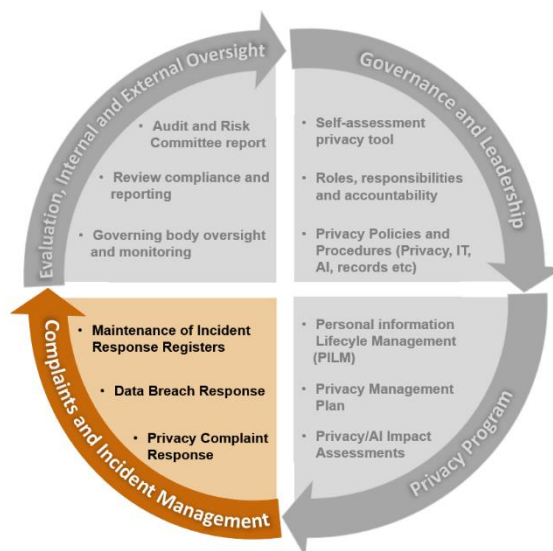 Evaluation, Internal and External Oversight
• Audit and Risk
Committee report
• Review compliance and
reporting
• Governing body oversight
and monitoring
Governance and Leadership
• Self-assessment
privacy tool
• Roles, responsibilities
and accountability
• Privacy Policies and
Procedures (Privacy, IT,
AI, records etc)
Complaints and Incident Management
• Maintenance of Incident
Response Registers
• Data Breach Response
• Privacy Complaint
Response
Privacy Program
• Personal information
Lifecyle Management
(PILM)
• Privacy Management
Plan
• Privacy/AI Impact
Assessments